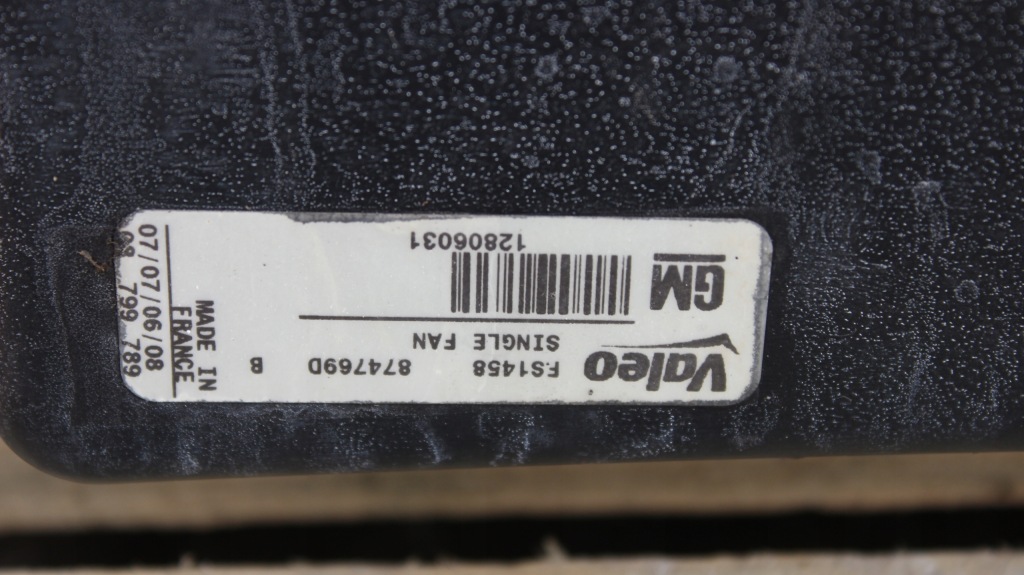 Valeo
FS1458 874769D B
SINGLE FAN
GM
12806031
MADE IN
FRANCE
07/07/06/08
799 789